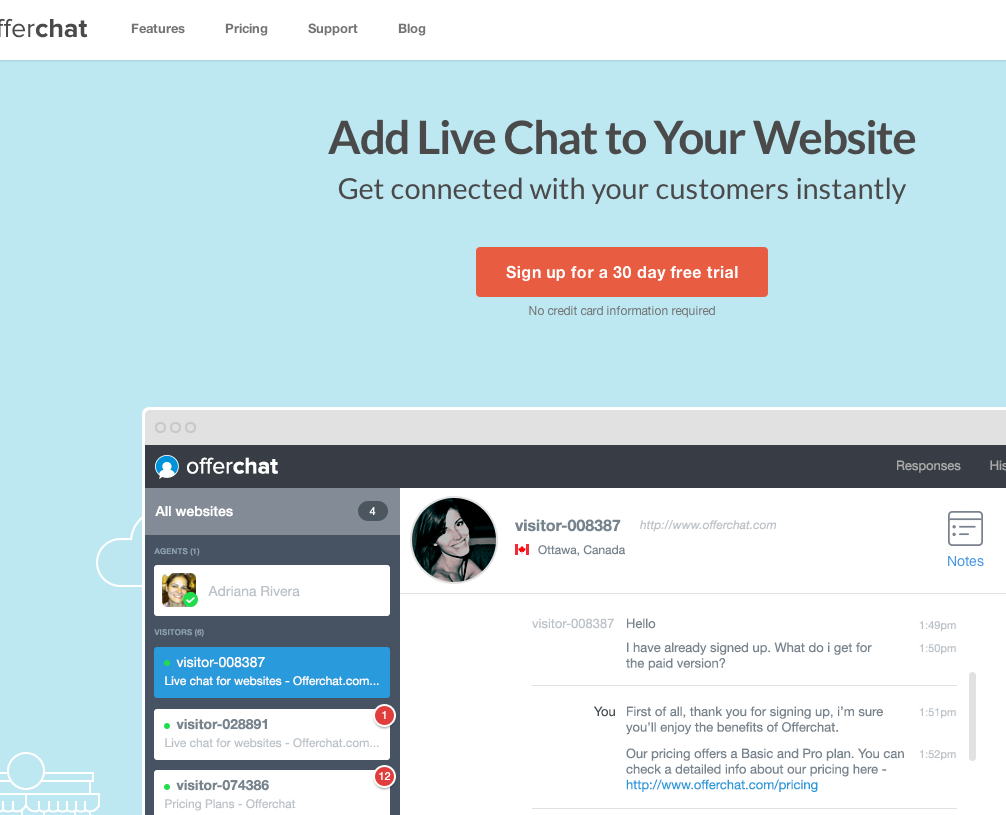 offerchat Features Pricing Support Blog
Add Live Chat to Your Website
Get connected with your customers instantly
Sign up for a 30 day free trial
No credit card information required
offerchat
Responses
All websites 4
AGENTS (1)
Adriana Rivera
VISITORS (6)
visitor-008387
Live chat for websites - Offerchat.com...
1
visitor-028891
Live chat for websites - Offerchat.com...
12
visitor-074386
Pricing Plans - Offerchat
visitor-008387 http://www.offerchat.com
Ottawa, Canada
Notes
visitor-008387 Hello 1:49pm
I have already signed up. What do i get for 1:50pm
the paid version?
You First of all, thank you for signing up, i'm sure 1:51pm
you'll enjoy the benefits of Offerchat.
Our pricing offers a Basic and Pro plan. You can 1:52pm
check a detailed info about our pricing here -
http://www.offerchat.com/pricing